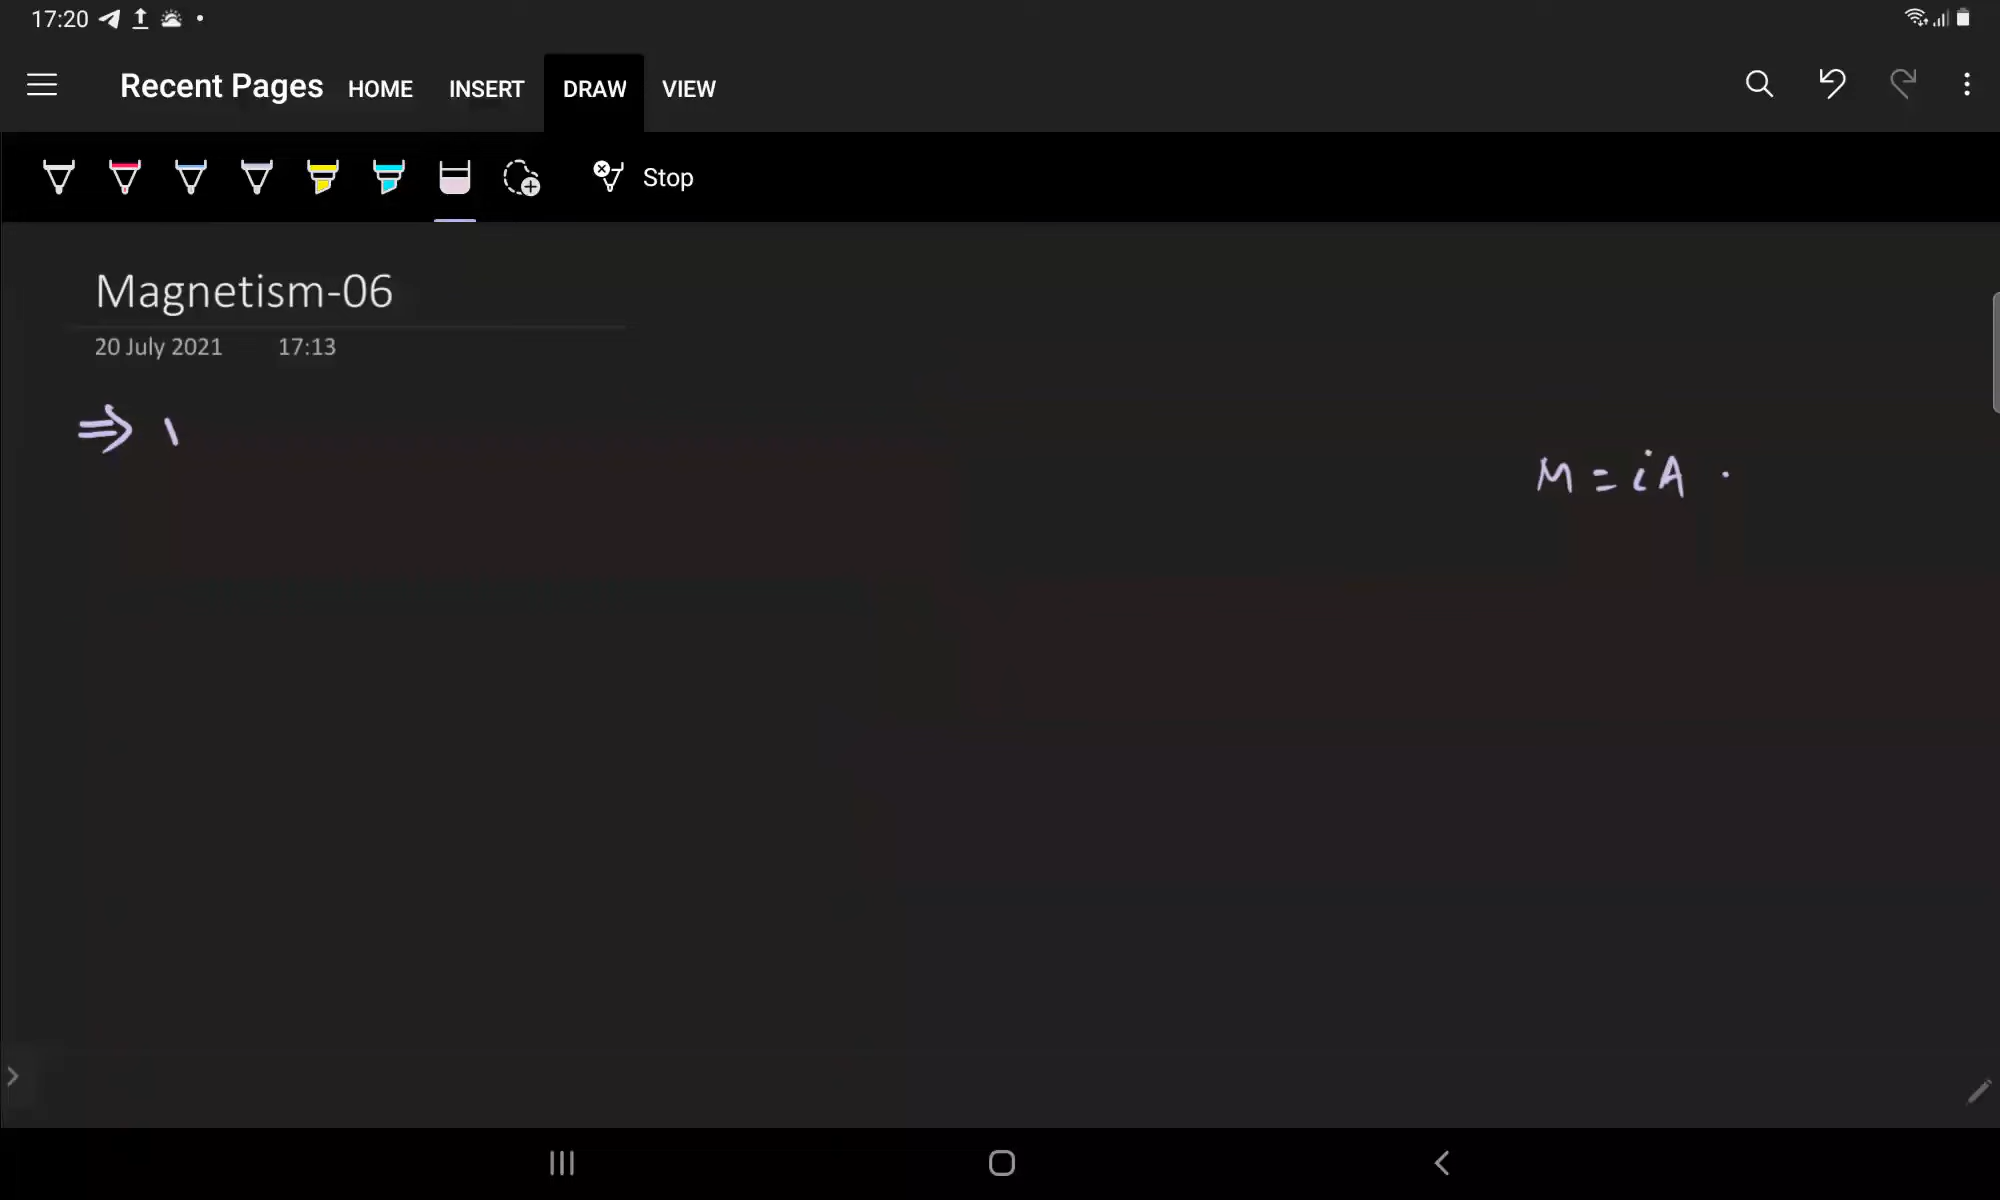 17:20
Recent Pages HOME INSERT DRAW VIEW
Stop
Magnetism-06
20 July 2021 17:13
⇒ \
M = iA .